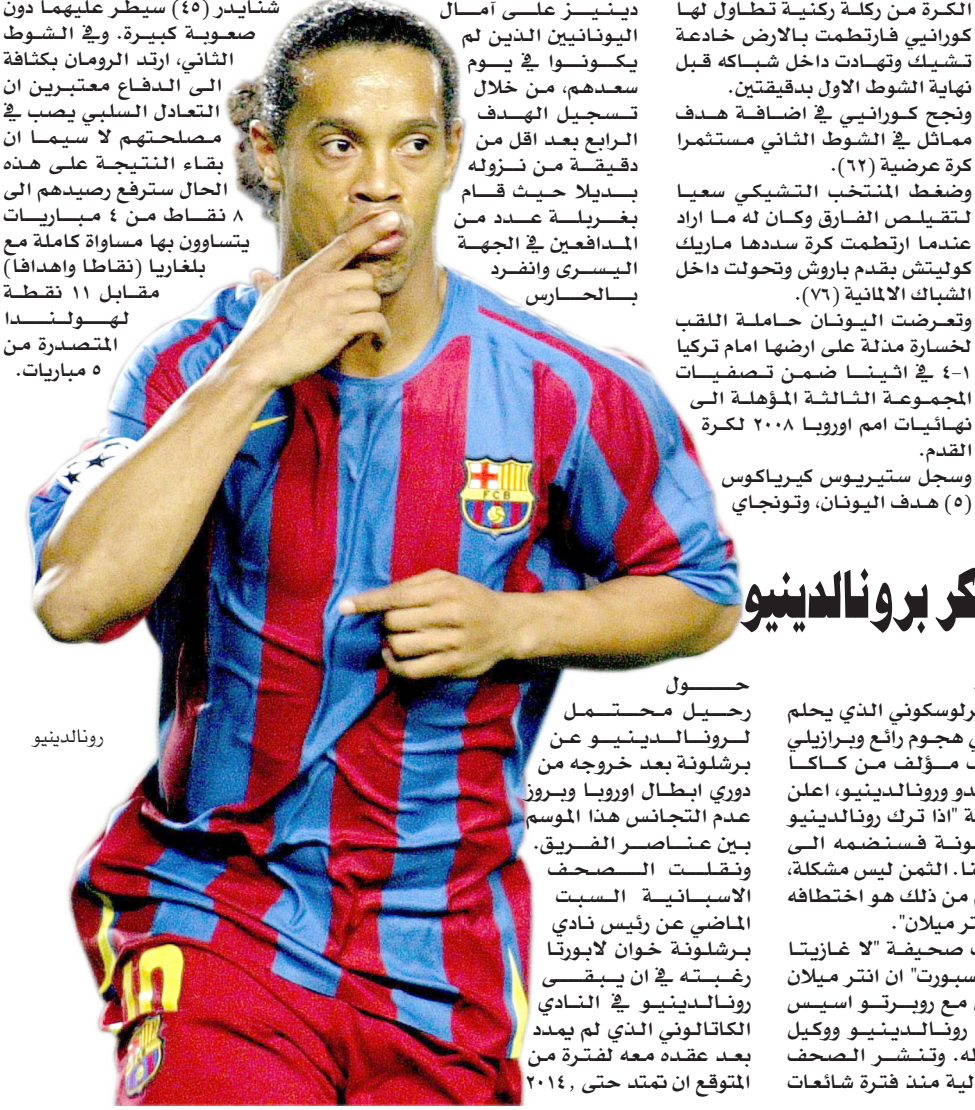 الكرة من ركلة ركنية تطاول لها
كورانيي فارتطمت بالارض خادعة
تشيك وتهادت داخل شباكه قبل
نهاية الشوط الاول بدقيقتين.
ونجح كورانيي في اضافة هدف
مماثل في الشوط الثاني مستثمرا
كرة عرضية (٦٢).
وضغط المنتخب التشيكي سعيا
لتقيلص الفارق وكان له ما اراد
عندما ارتطمت كرة سددها ماريك
كوليتش بقدم باروش وتحولت داخل
الشباك الالمانية (٧٦).
وتعرضت اليونان حاملة اللقب
لخسارة مذلة على ارضها امام تركيا
١-٤ في اثينا ضمن تصفيات
المجموعة الثالثة المؤهلة الى
نهائيات امم اوروبا ٢٠٠٨ لكرة
القدم.
وسجل ستيريوس كيرياكوس
(٥) هدف اليونان، وتونجاي
دينيز على آمال
اليونانيين الذين لم
يكونوا في يوم
سعدهم، من خلال
تسجيل الهدف
الرابع بعد اقل من
دقيقة من نزوله
بديلا حيث قام
بغربلة عدد من
المدافعين في الجهة
اليسرى وانفرد
بالحارس
شنايدر (٤٥) سيطر عليهما دون
صعوبة كبيرة. وفي الشوط
الثاني، ارتد الرومان بكثافة
الى الدفاع معتبرين ان
التعادل السلبي يصب في
مصلحتهم لا سيما ان
بقاء النتيجة على هذه
الحال سترفع رصيدهم الى
٨ نقاط من ٤ مباريات
يتساوون بها مساواة كاملة مع
بلغاريا (نقاطا واهدافا)
مقابل ١١ نقطة
لهولندا
المتصدرة من
٥ مباريات.
FCB
برونالدينيو
الذي يحلم
هجوم رائع وبرازيلي
مؤلف من كاكا
ورونالدينيو، اعلن
"اذا ترك رونالدينيو
فسنضمه الى
الثمن ليس مشكلة،
من ذلك هو اختطافه
ميلان".
صحيفة "لا غازيتا
سبورت" ان انتر ميلان
مع روبرتو اسيس
رونالدينيو ووكيل
وتنشر الصحف
منذ فترة شائعات
حول
رحيل محتمل
لرونالدينيو عن
برشلونة بعد خروجه من
دوري ابطال اوروبا وبروز
عدم التجانس هذا الموسم
بين عناصر الفريق.
ونقلت الصحف
الاسبانية السبت
الماضي عن رئيس نادي
برشلونة خوان لابورتا
رغبته في ان يبقى
رونالدينيو في النادي
الكاتالوني الذي لم يمدد
بعد عقده معه لفترة من
المتوقع ان تمتد حتى ٢٠١٤,
رونالدينيو
10